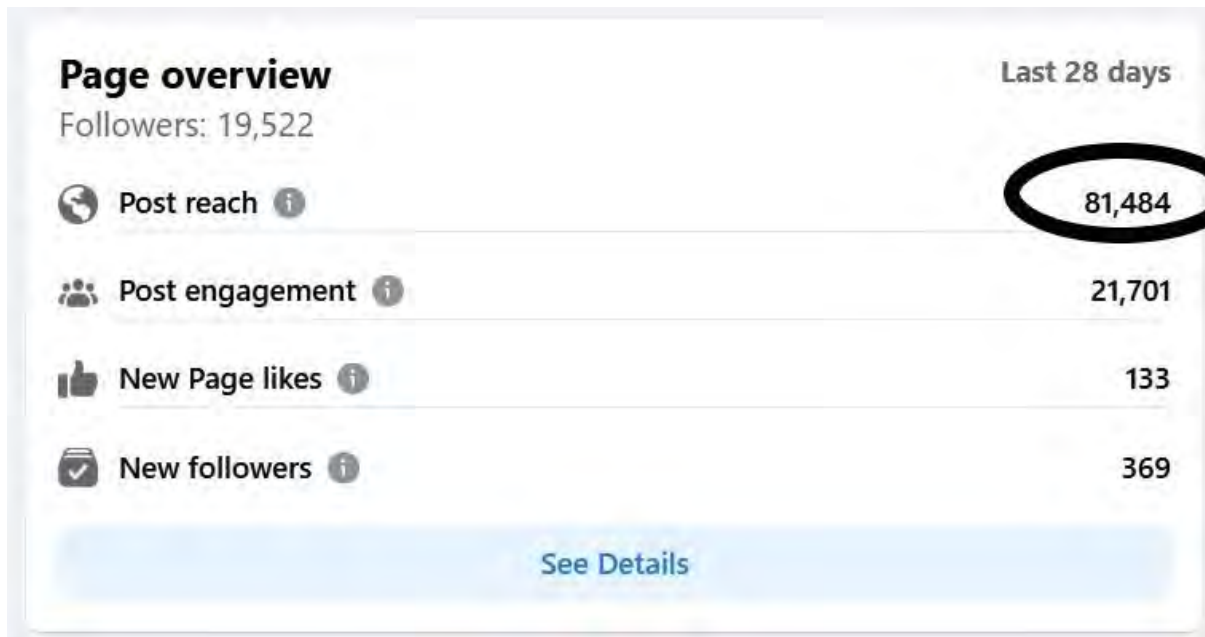 Page overview
Last 28 days
Followers: 19,522
Post reach 81,484
Post engagement 21,701
New Page likes 133
New followers 369
See Details